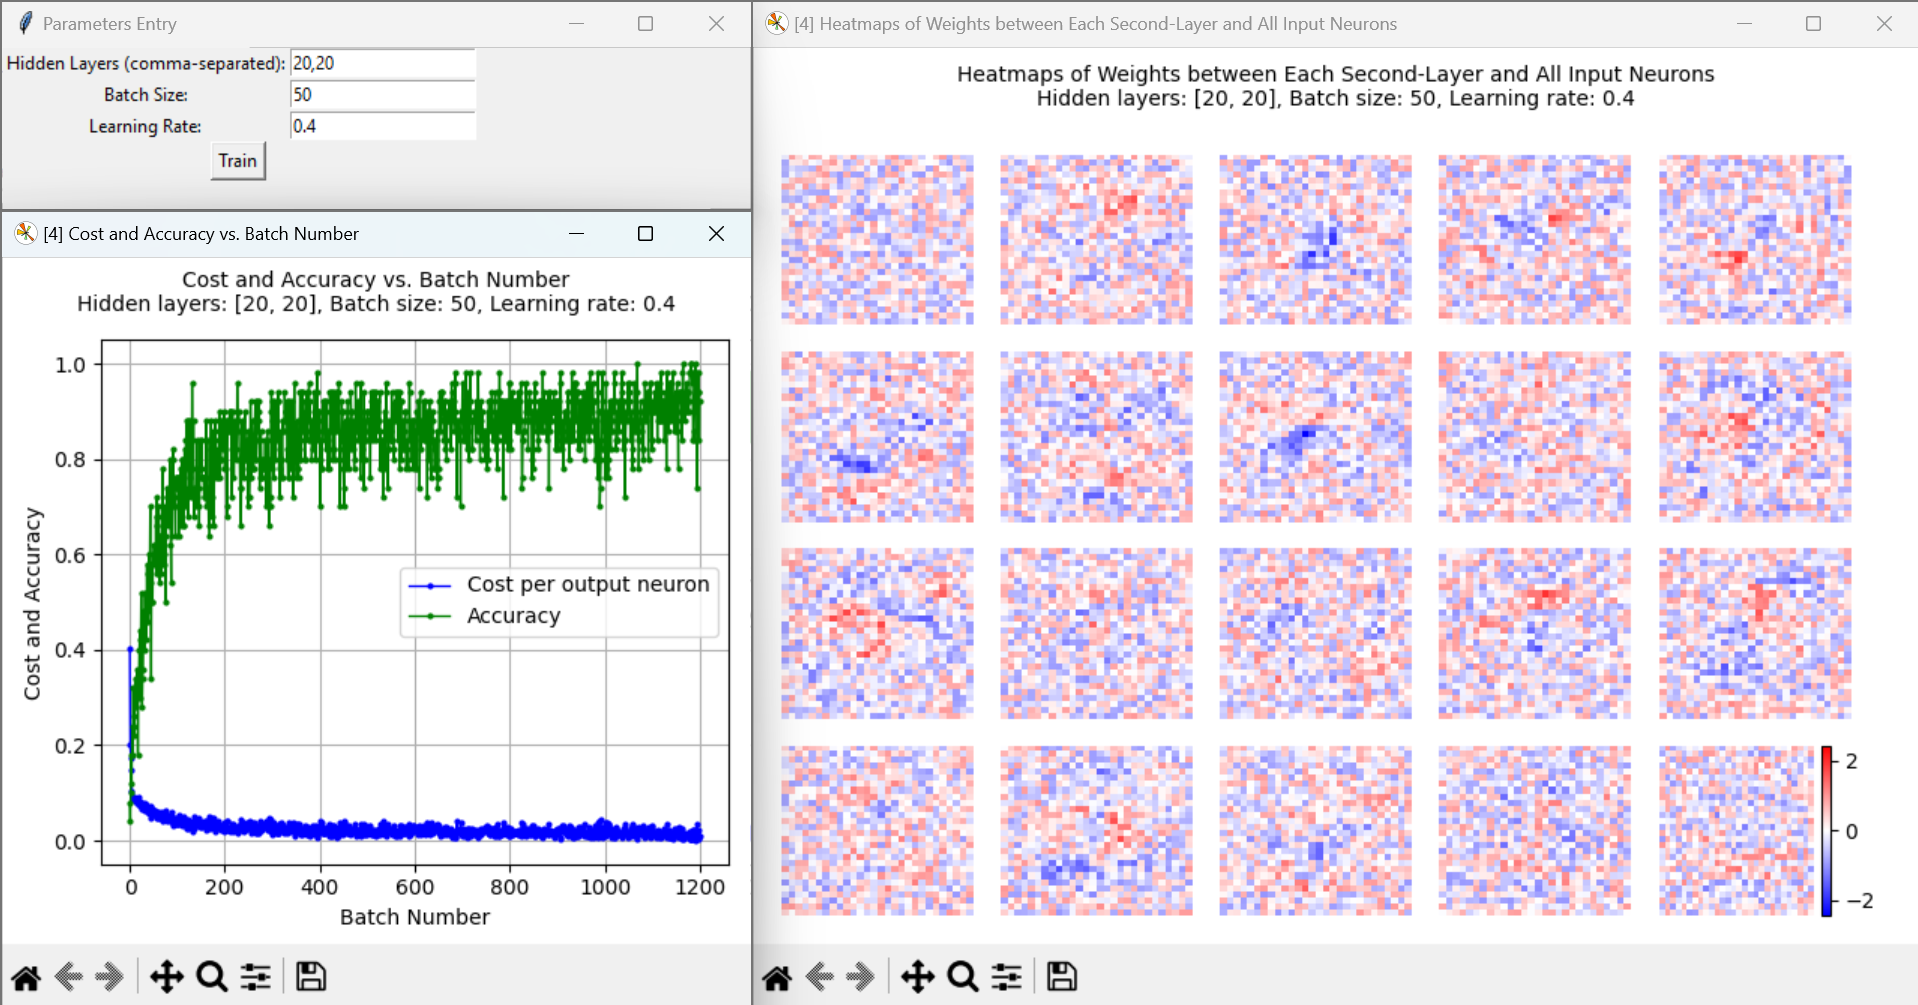 Parameters Entry
Hidden Layers (comma-separated): 20,20
Batch Size: 50
Learning Rate: 0.4
Train
[4] Cost and Accuracy vs. Batch Number
Cost and Accuracy vs. Batch Number
Hidden layers: [20, 20], Batch size: 50, Learning rate: 0.4
1.0
0.8
0.6
0.4
0.2
0.0
Cost and Accuracy
Cost per output neuron
Accuracy
0 200 400 600 800 1000 1200
Batch Number
[4] Heatmaps of Weights between Each Second-Layer and All Input Neurons
Heatmaps of Weights between Each Second-Layer and All Input Neurons
Hidden layers: [20, 20], Batch size: 50, Learning rate: 0.4
2
0
−2